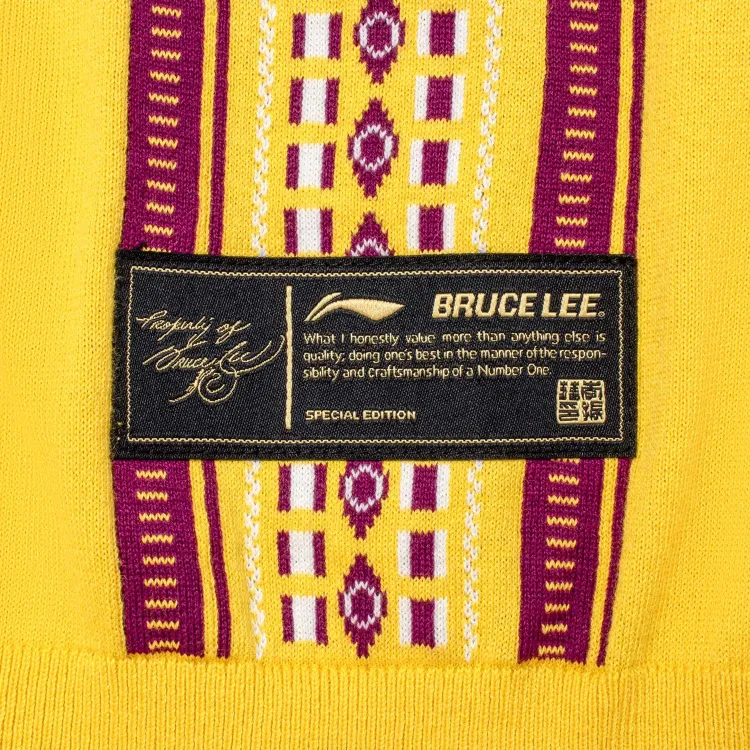 Property of
Bruce Lee
BRUCE LEE
What I honestly value more than anything else is
quality; doing one's best in the manner of the respon-
sibility and craftsmanship of a Number One.
SPECIAL EDITION